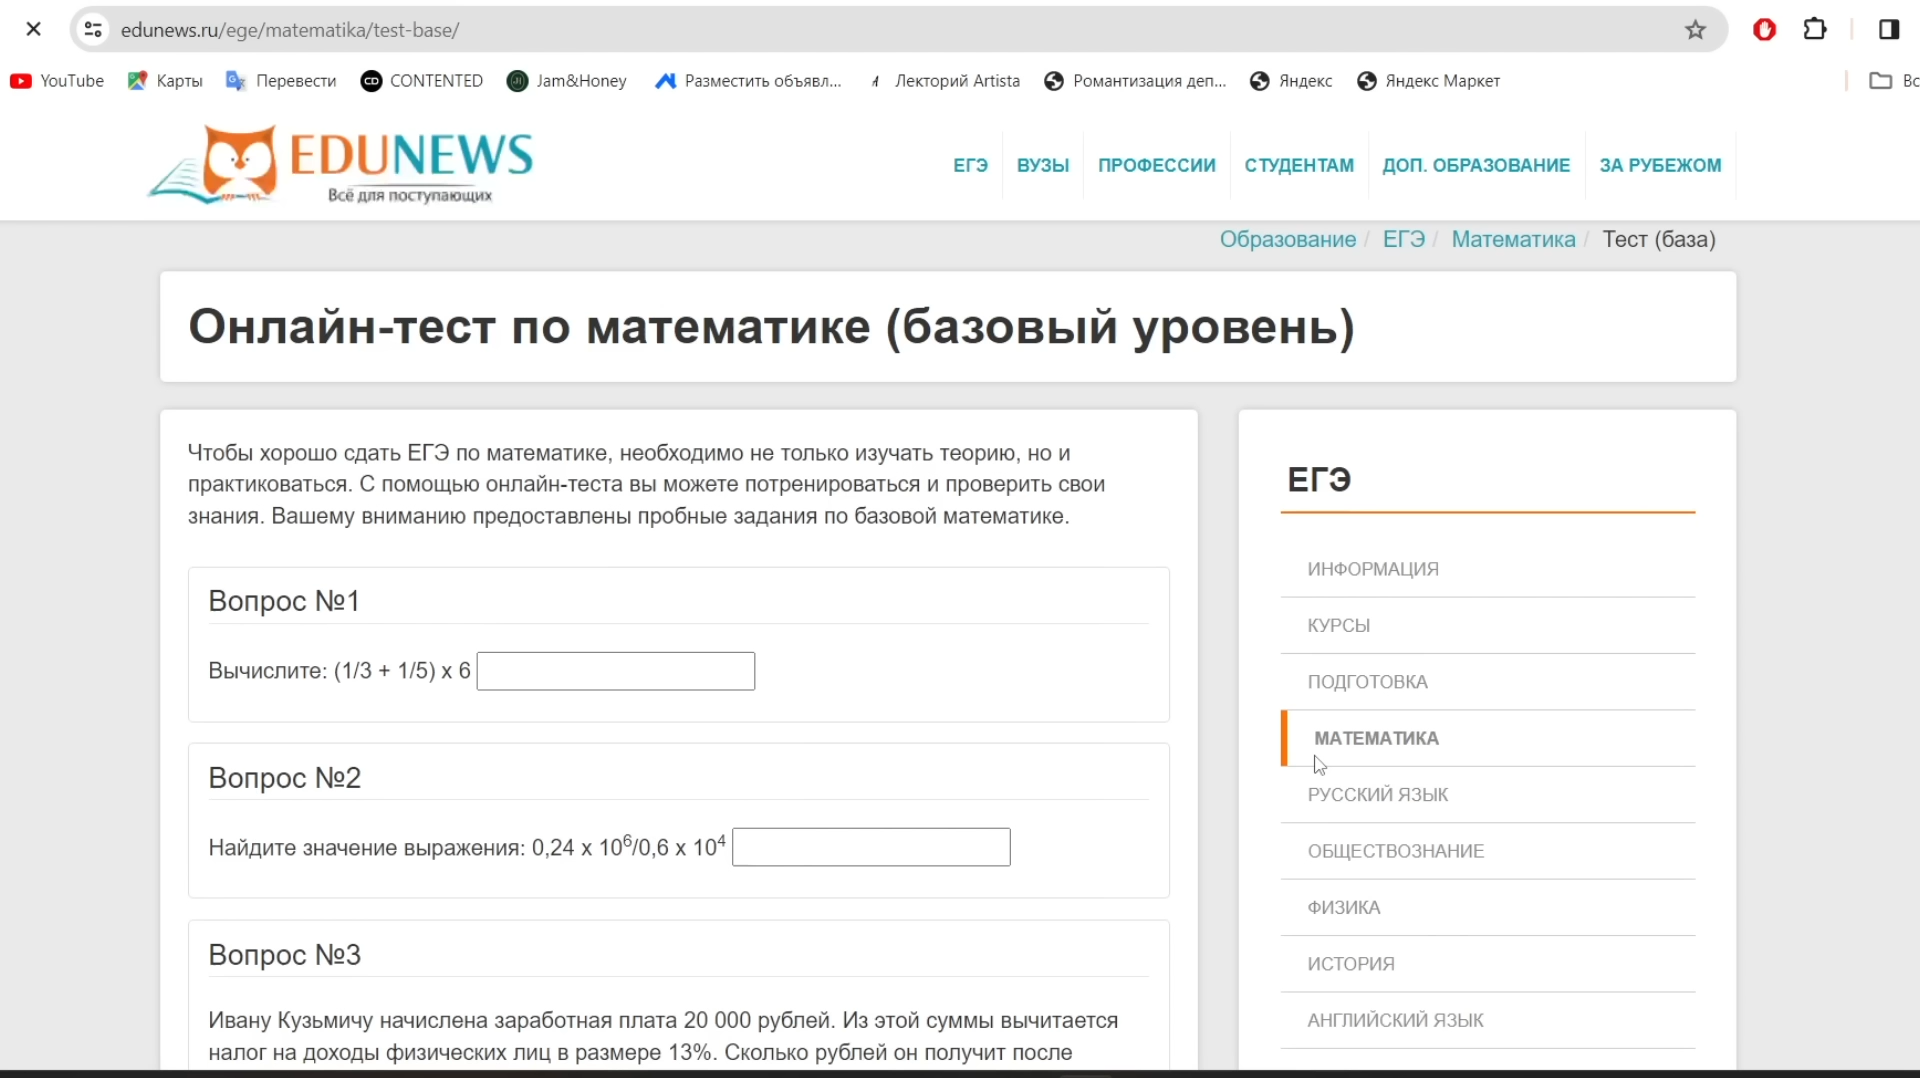 edunews.ru/ege/matematika/test-base/
YouTube Карты Перевести CONTENTED Jam&Honey Разместить объявл... Лекторий Artista Романтизация деп... Яндекс Яндекс Маркет Вс
EDUNEWS
Всё для поступающих
ЕГЭ ВУЗЫ ПРОФЕССИИ СТУДЕНТАМ ДОП. ОБРАЗОВАНИЕ ЗА РУБЕЖОМ
Образование / ЕГЭ / Математика / Тест (база)
Онлайн-тест по математике (базовый уровень)
Чтобы хорошо сдать ЕГЭ по математике, необходимо не только изучать теорию, но и
практиковаться. С помощью онлайн-теста вы можете потренироваться и проверить свои
знания. Вашему вниманию предоставлены пробные задания по базовой математике.
Вопрос №1
Вычислите: (1/3 + 1/5) x 6
Вопрос №2
Найдите значение выражения: 0,24 x 10⁶/0,6 x 10⁴
Вопрос №3
Ивану Кузьмичу начислена заработная плата 20 000 рублей. Из этой суммы вычитается
налог на доходы физических лиц в размере 13%. Сколько рублей он получит после
ЕГЭ
ИНФОРМАЦИЯ
КУРСЫ
ПОДГОТОВКА
МАТЕМАТИКА
РУССКИЙ ЯЗЫК
ОБЩЕСТВОЗНАНИЕ
ФИЗИКА
ИСТОРИЯ
АНГЛИЙСКИЙ ЯЗЫК